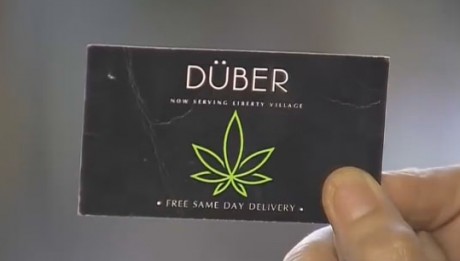 DÜBER
NOW SERVING LIBERTY VILLAGE
• FREE SAME DAY DELIVERY •